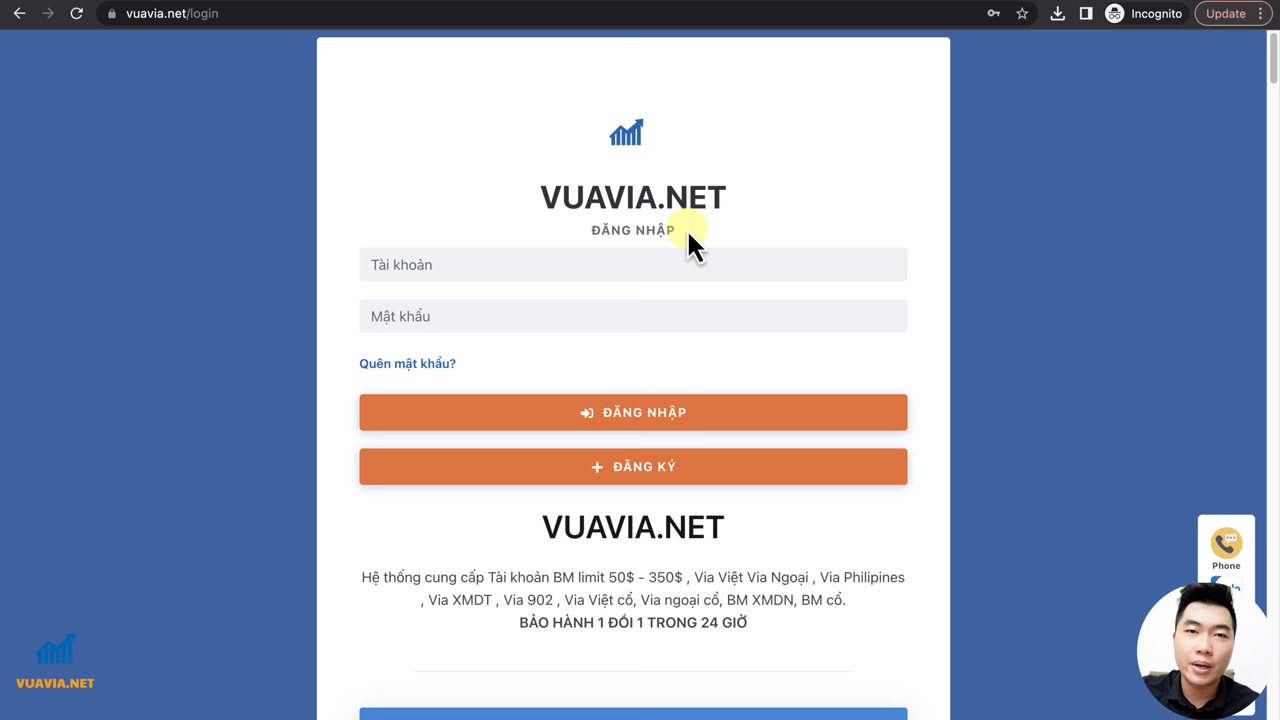 vuavia.net/login
Incognito
Update
VUAVIA.NET
ĐĂNG NHẬP
Tài khoản
Mật khẩu
Quên mật khẩu?
ĐĂNG NHẬP
ĐĂNG KÝ
VUAVIA.NET
Hệ thống cung cấp Tài khoản BM limit 50$ - 350$ , Via Việt Via Ngoại , Via Philipines
, Via XMDT , Via 902 , Via Việt cổ, Via ngoại cổ, BM XMDN, BM cổ.
BẢO HÀNH 1 ĐỔI 1 TRONG 24 GIỜ
Phone
VUAVIA.NET